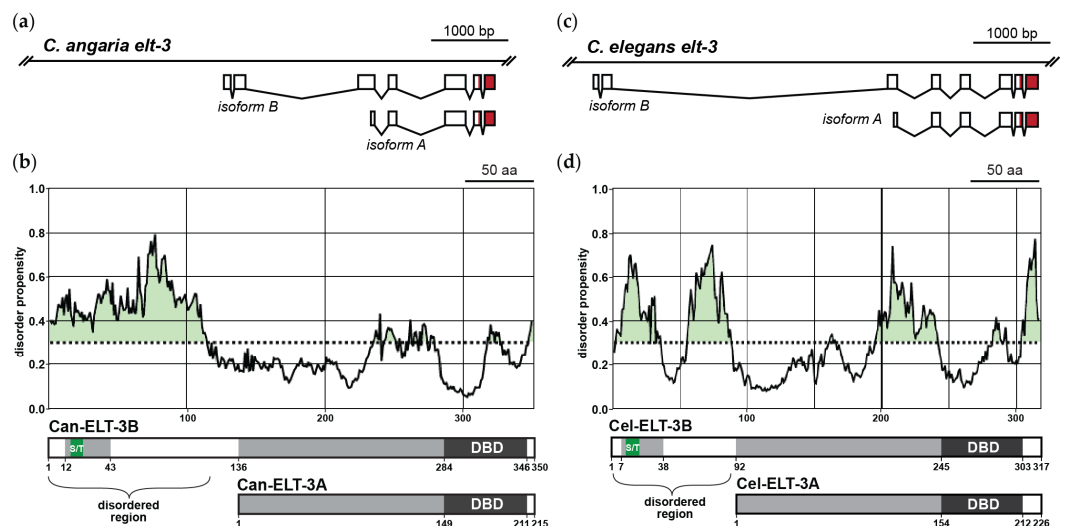 (a)
1000 bp
C. angaria elt-3
isoform B
isoform A
(c)
1000 bp
C. elegans elt-3
isoform B
isoform A
(b)
50 aa
disorder propensity
1.0
0.8
0.6
0.4
0.2
0.0
100 200 300
Can-ELT-3B
S/T DBD
1 12 43 136 284 346 350
disordered
region
Can-ELT-3A
DBD
1 149 211 215
(d)
50 aa
disorder propensity
1.0
0.8
0.6
0.4
0.2
0.0
100 200 300
Cel-ELT-3B
S/T DBD
1 7 38 92 245 303 317
disordered
region
Cel-ELT-3A
DBD
1 154 212 226